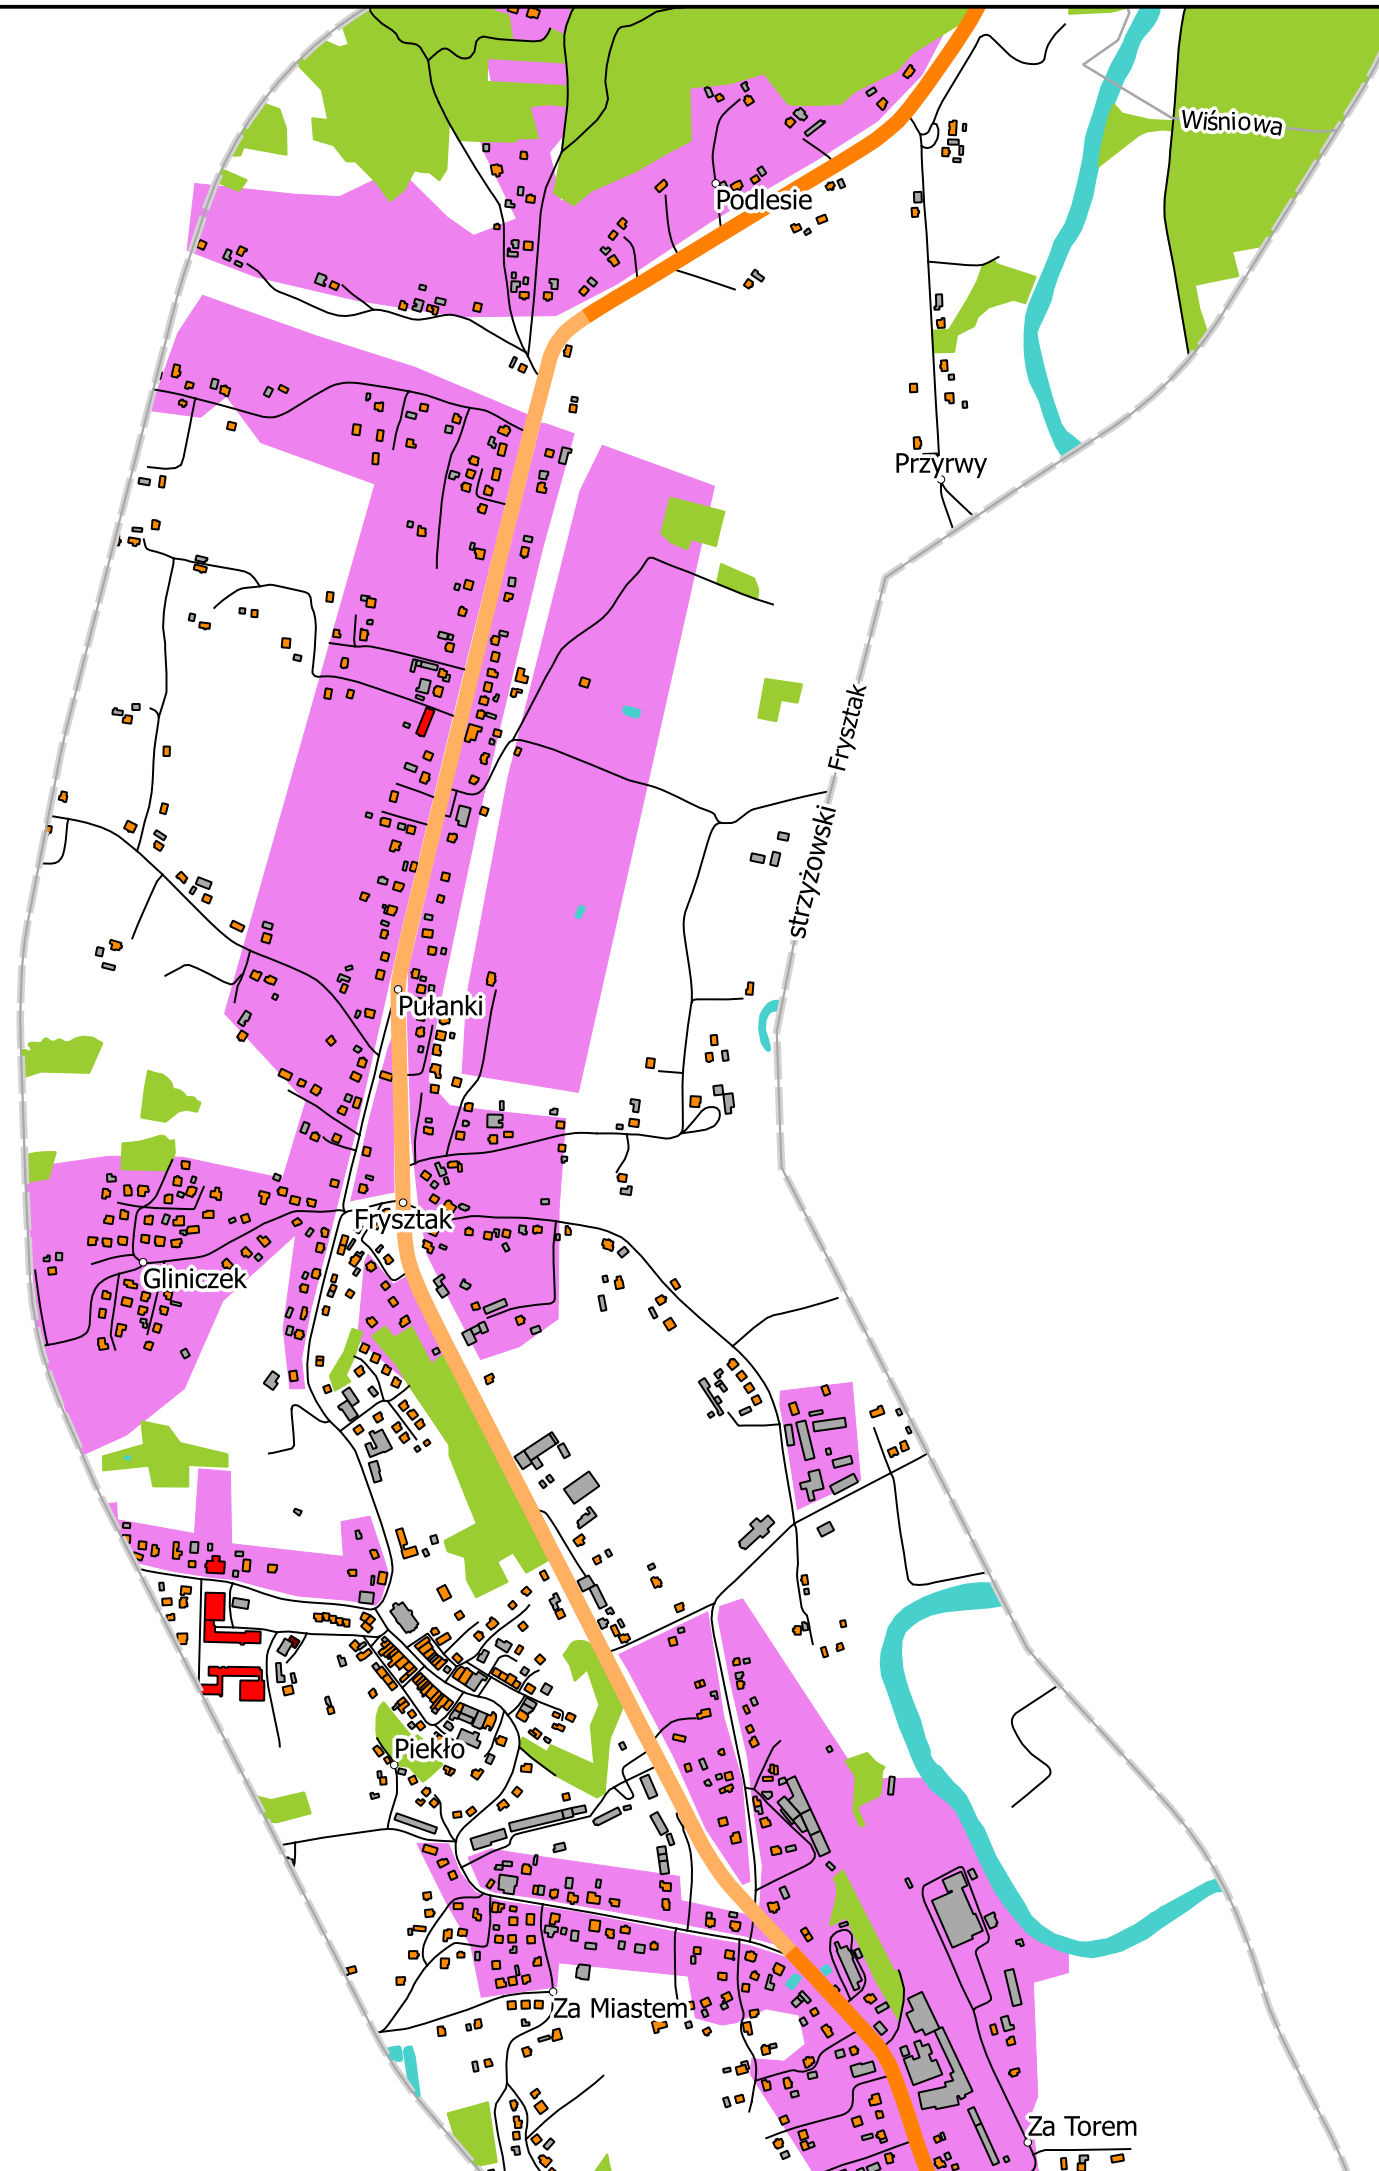 Wiśniowa
Podlesie
Przyrwy
Frysztak
strzyżowski
Pułanki
Frysztak
Gliniczek
Piekło
Za Miastem
Za Torem